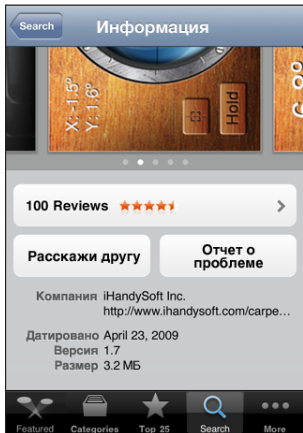 Search
Информация
X:-1.5°
Y: 1.6°
Hold
100 Reviews
Расскажи другу
Отчет о
проблеме
Компания iHandySoft Inc.
http://www.ihandysoft.com/carpe...
Датировано April 23, 2009
Версия 1.7
Размер 3.2 МБ
Featured Categories Top 25 Search More